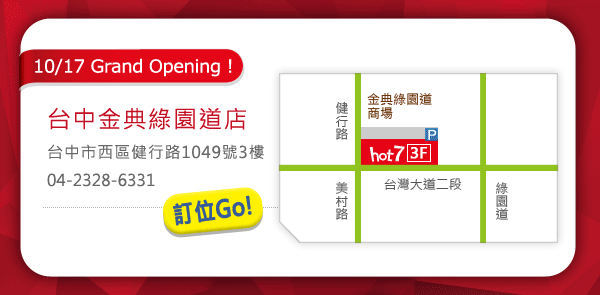 10/17 Grand Opening !
台中金典綠園道店
台中市西區健行路1049號3樓
04-2328-6331
訂位Go!
健行路
金典綠園道
商場
P
hot7 3F
美村路
台灣大道二段
綠園道